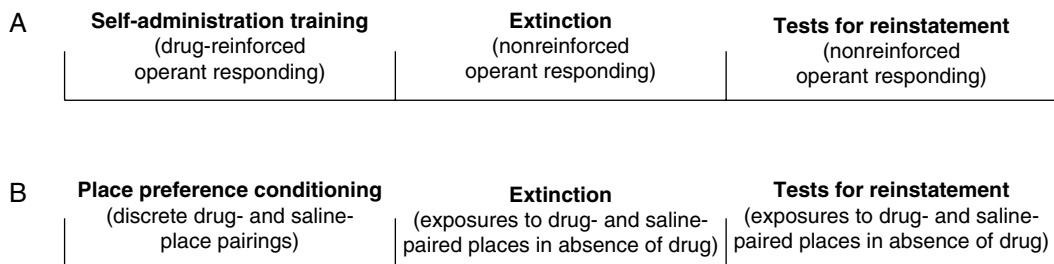 A
Self-administration training
(drug-reinforced
operant responding)
Extinction
(nonreinforced
operant responding)
Tests for reinstatement
(nonreinforced
operant responding)
B
Place preference conditioning
(discrete drug- and saline-
place pairings)
Extinction
(exposures to drug- and saline-
paired places in absence of drug)
Tests for reinstatement
(exposures to drug- and saline-
paired places in absence of drug)